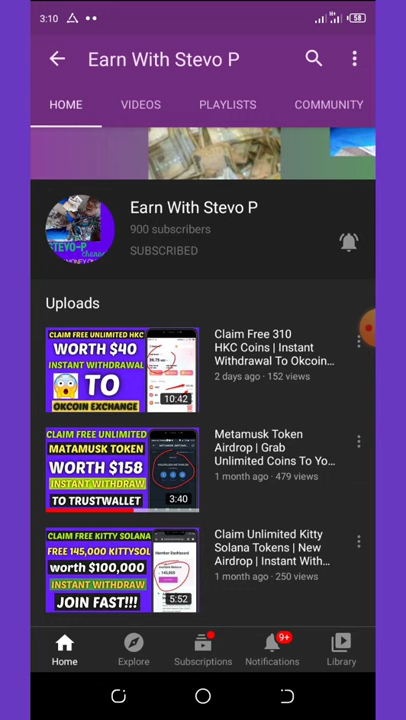 3:10
58
Earn With Stevo P
HOME
VIDEOS
PLAYLISTS
COMMUNITY
Earn With Stevo P
900 subscribers
SUBSCRIBED
STEVO-P
Uploads
CLAIM FREE UNLIMITED HKC
WORTH $40
INSTANT WITHDRAWAL
TO
OKCOIN EXCHANGE
10:42
Claim Free 310
HKC Coins | Instant
Withdrawal To Okcoin...
2 days ago · 152 views
CLAIM FREE UNLIMITED
MATAMUSK TOKEN
WORTH $158
INSTANT WITHDRAW
TO TRUSTWALLET
3:40
Metamusk Token
Airdrop | Grab
Unlimited Coins To Yo...
1 month ago · 479 views
CLAIM FREE KITTY SOLANA
FREE 145,000 KITTYSOL
worth $100,000
INSTANT WITHDRAW
JOIN FAST!!!
5:52
Claim Unlimited Kitty
Solana Tokens | New
Airdrop | Instant With...
1 month ago · 250 views
Home
Explore
Subscriptions
9+
Notifications
Library